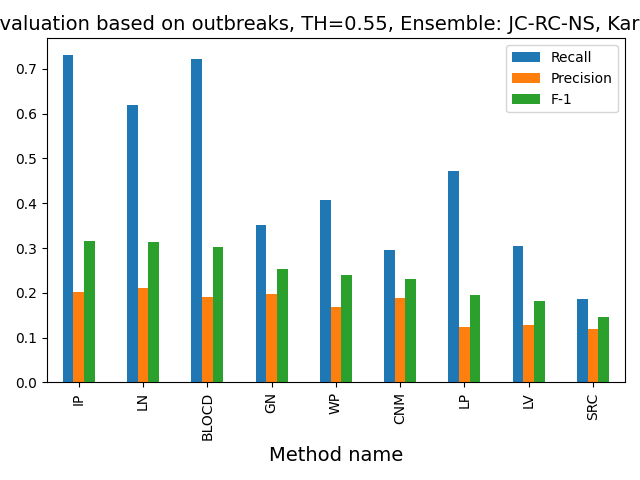 valuation based on outbreaks, TH=0.55, Ensemble: JC-RC-NS, Kar
Recall
Precision
F-1
0.7
0.6
0.5
0.4
0.3
0.2
0.1
0.0
IP
LN
BLOCD
GN
WP
CNM
LP
LV
SRC
Method name